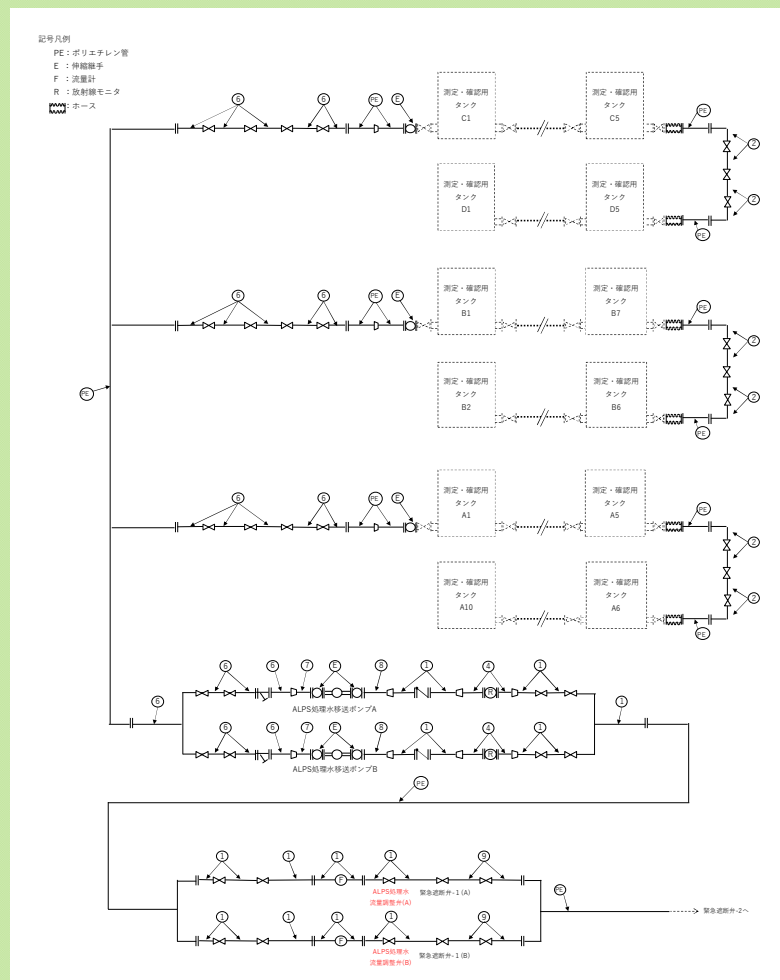 記号凡例
PE：ポリエチレン管
E ：伸縮継手
F ：流量計
R ：放射線モニタ
：ホース
6 6 PE E
測定・確認用
タンク
C1
測定・確認用
タンク
C5
PE
2
2
測定・確認用
タンク
D1
測定・確認用
タンク
D5
PE
6 6 PE E
測定・確認用
タンク
B1
測定・確認用
タンク
B7
PE
2
2
PE
測定・確認用
タンク
B2
測定・確認用
タンク
B6
PE
6 6 PE E
測定・確認用
タンク
A1
測定・確認用
タンク
A5
PE
2
2
測定・確認用
タンク
A10
測定・確認用
タンク
A6
PE
6 6 7 E 8 1 4 1
R
ALPS処理水移送ポンプA
6
1
6 6 7 E 8 1 4 1
R
ALPS処理水移送ポンプB
PE
1 1 1 1 9
F
ALPS処理水
流量調整弁(A)
緊急遮断弁-1 (A)
PE
緊急遮断弁-2へ
1 1 1 1 9
F
ALPS処理水
流量調整弁(B)
緊急遮断弁-1 (B)